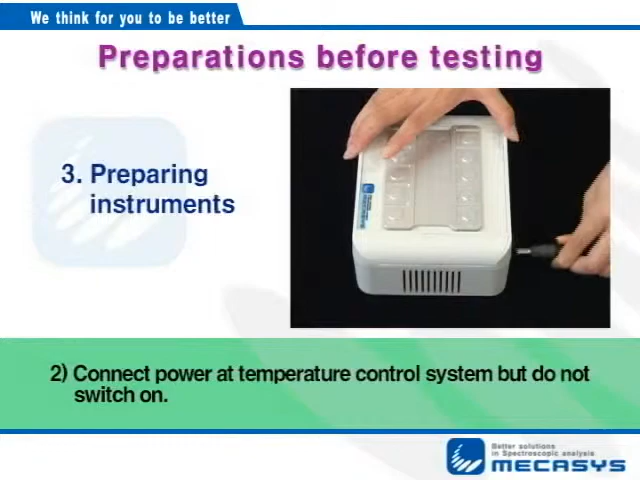 We think for you to be better
Preparations before testing
3. Preparing
instruments
2) Connect power at temperature control system but do not
switch on.
Better solutions
in Spectroscopic analysis
MECASYS